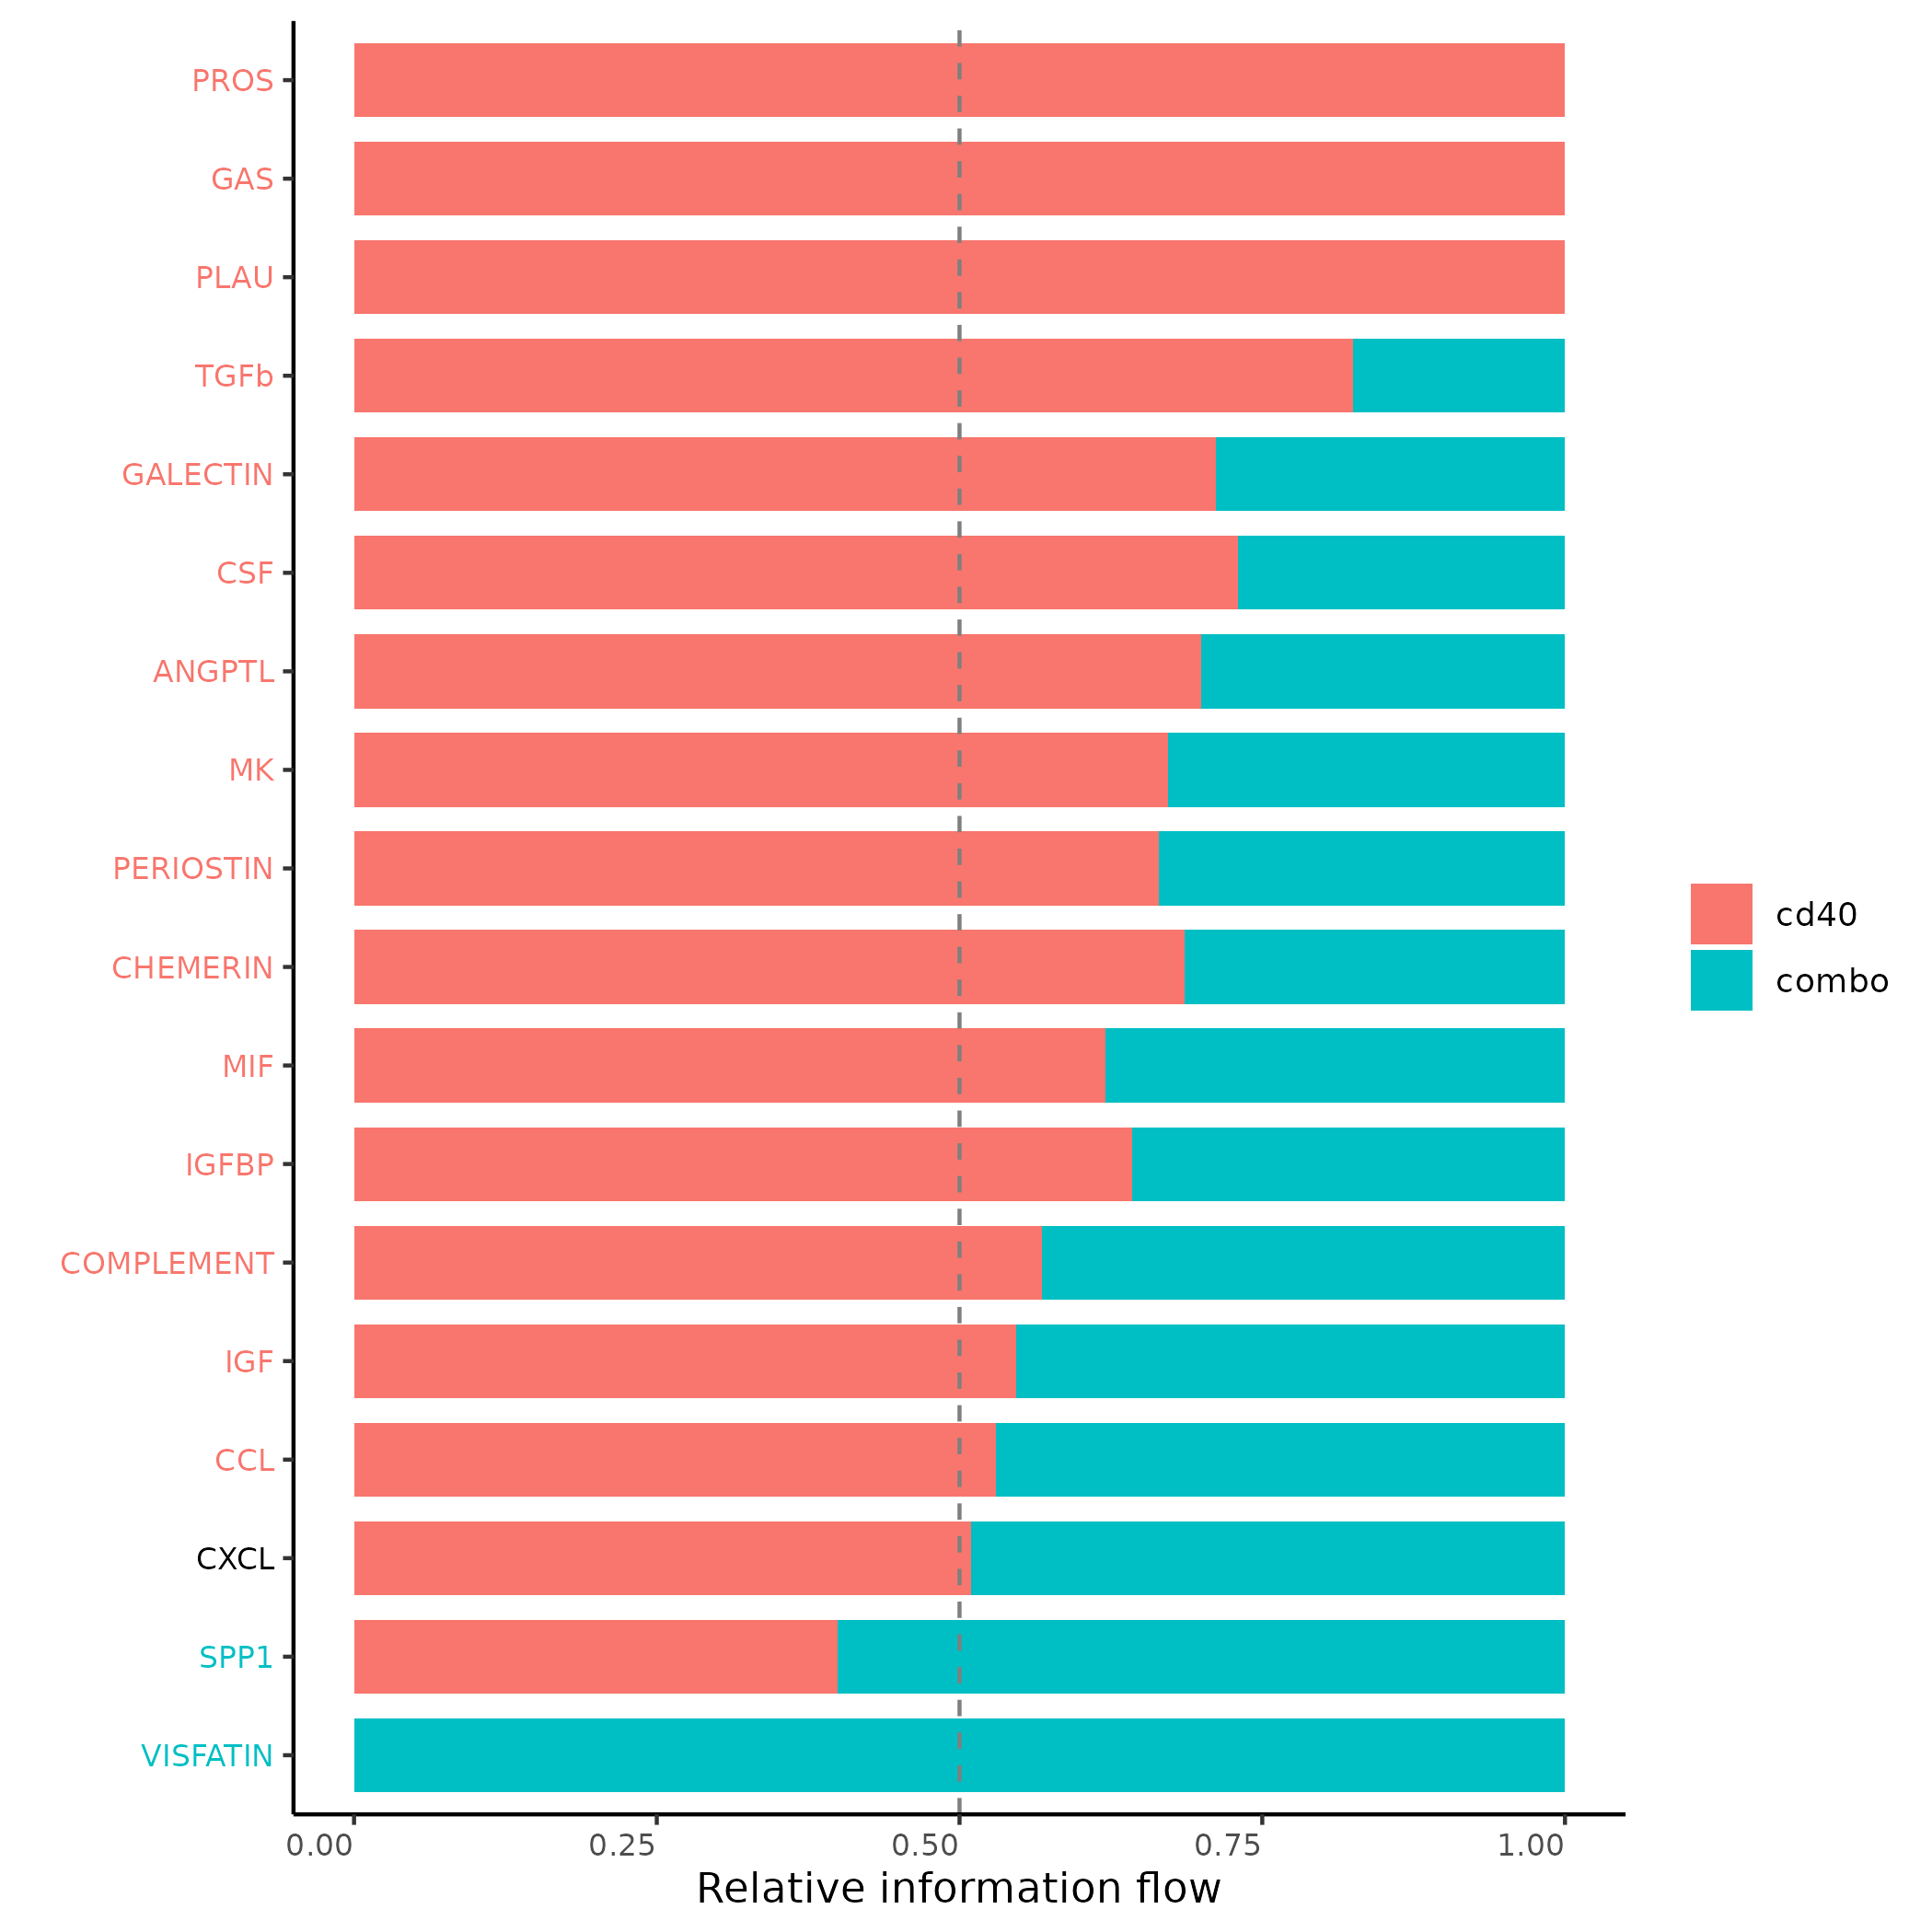 PROS
GAS
PLAU
TGFb
GALECTIN
CSF
ANGPTL
MK
PERIOSTIN
CHEMERIN
MIF
IGFBP
COMPLEMENT
IGF
CCL
CXCL
SPP1
VISFATIN
0.00 0.25 0.50 0.75 1.00
Relative information flow
cd40
combo